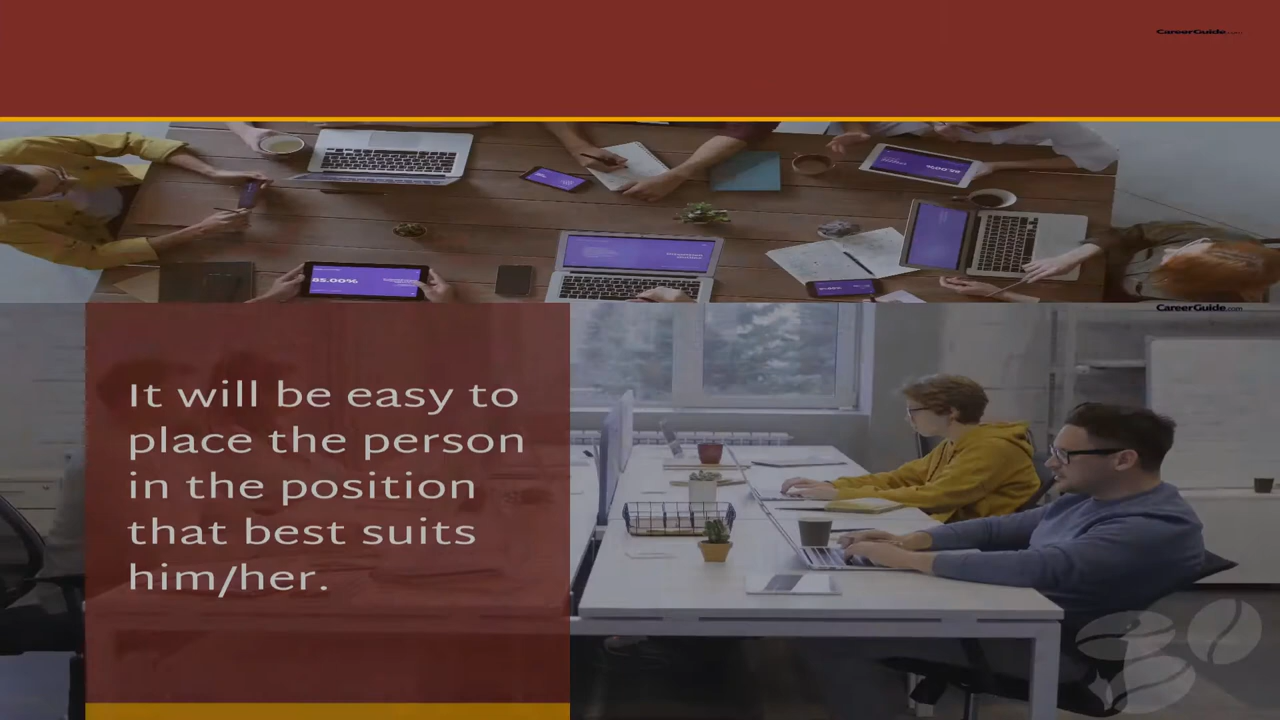 CareerGuide.com
85.00%
CareerGuide.com
It will be easy to
place the person
in the position
that best suits
him/her.